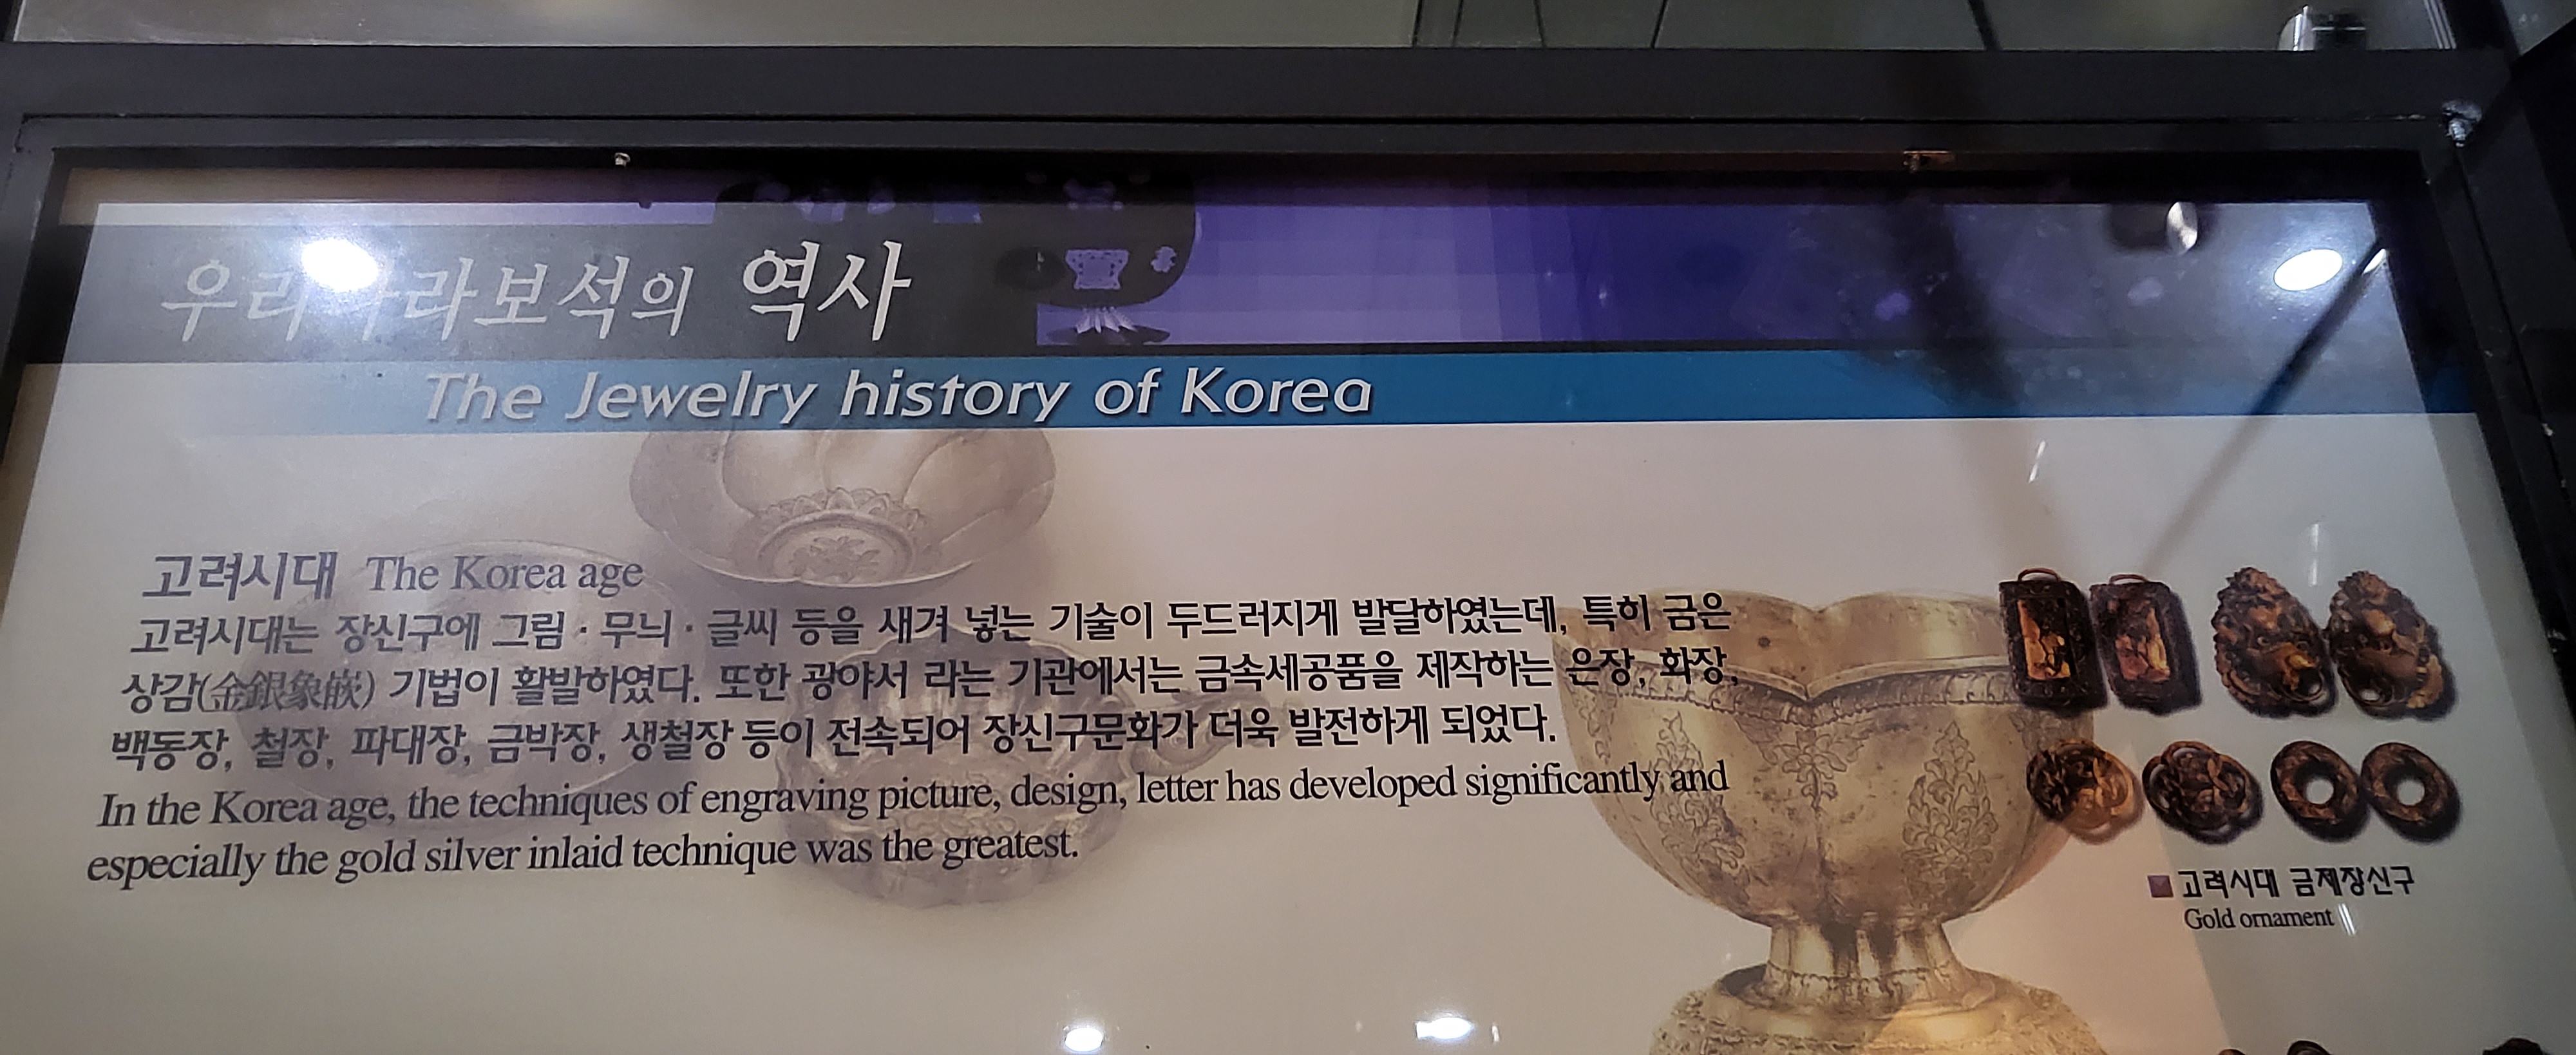 우리 라보석의 역사
The Jewelry history of Korea
고려시대 The Korea age
고려시대는 장신구에 그림 · 무늬 · 글씨 등을 새겨 넣는 기술이 두드러지게 발달하였는데, 특히 금은
상감(金銀象嵌) 기법이 활발하였다. 또한 광야서 라는 기관에서는 금속세공품을 제작하는 은장, 화장,
백동장, 철장, 파대장, 금박장, 생철장 등이 전속되어 장신구문화가 더욱 발전하게 되었다.
In the Korea age, the techniques of engraving picture, design, letter has developed significantly and
especially the gold silver inlaid technique was the greatest.
고려시대 금제장신구
Gold ornament